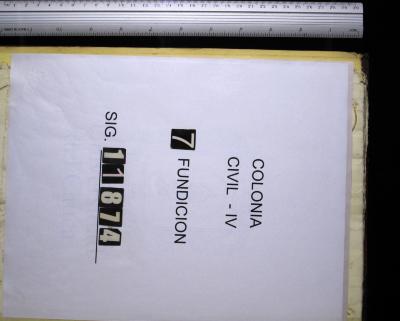 COLONIA
CIVIL - IV
7 FUNDICION
SIG. 11874